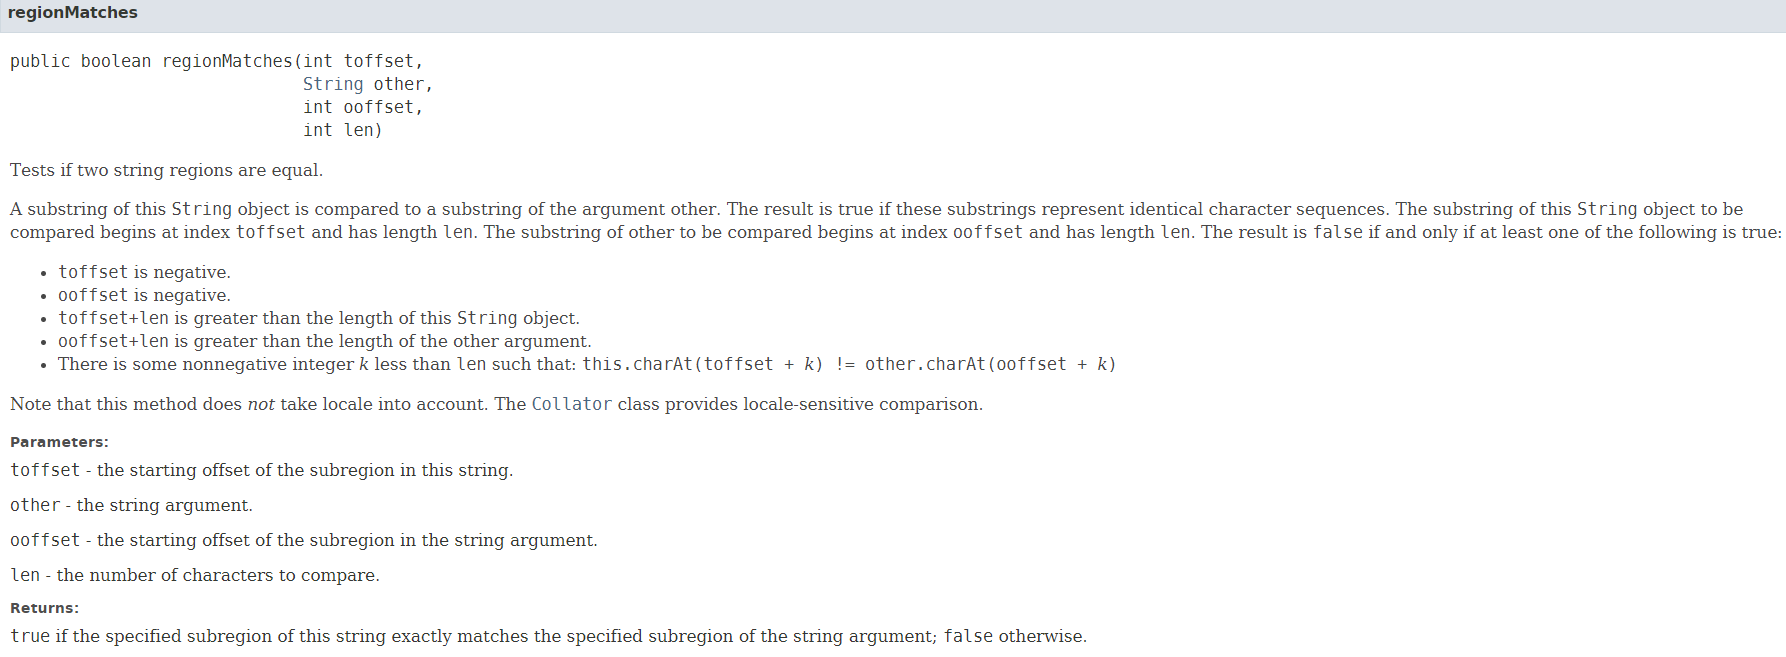 regionMatches
public boolean regionMatches(int toffset,
String other,
int ooffset,
int len)
Tests if two string regions are equal.
A substring of this String object is compared to a substring of the argument other. The result is true if these substrings represent identical character sequences. The substring of this String object to be
compared begins at index toffset and has length len. The substring of other to be compared begins at index ooffset and has length len. The result is false if and only if at least one of the following is true:
• toffset is negative.
• ooffset is negative.
• toffset+len is greater than the length of this String object.
• ooffset+len is greater than the length of the other argument.
• There is some nonnegative integer k less than len such that: this.charAt(toffset + k) != other.charAt(ooffset + k)
Note that this method does not take locale into account. The Collator class provides locale-sensitive comparison.
Parameters:
toffset - the starting offset of the subregion in this string.
other - the string argument.
ooffset - the starting offset of the subregion in the string argument.
len - the number of characters to compare.
Returns:
true if the specified subregion of this string exactly matches the specified subregion of the string argument; false otherwise.